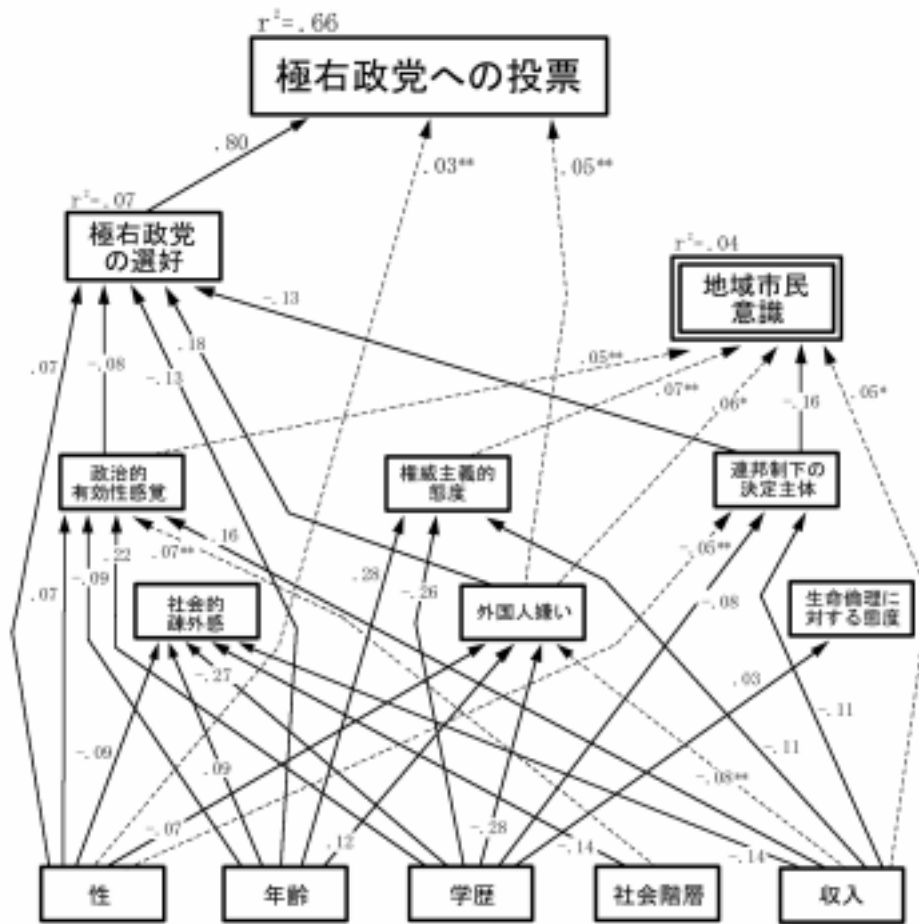 r²=.66
極右政党への投票
.80
.03**
.05**
r²=.07
極右政党
の選好
r²=.04
地域市民
意識
-.13
.07
-.08
-.13
.18
.05**
.07**
.06*
-.16
.05*
政治的
有効性感覚
権威主義的
態度
連邦制下の
決定主体
.07
-.09
.22
.07**
.16
.28
-.26
-.05**
-.08
社会的
疎外感
外国人嫌い
生命倫理に
対する態度
-.27
.03
-.11
-.09
.09
-.11
-.08**
-.07
.12
-.28
-.14
-.14
性
年齢
学歴
社会階層
収入